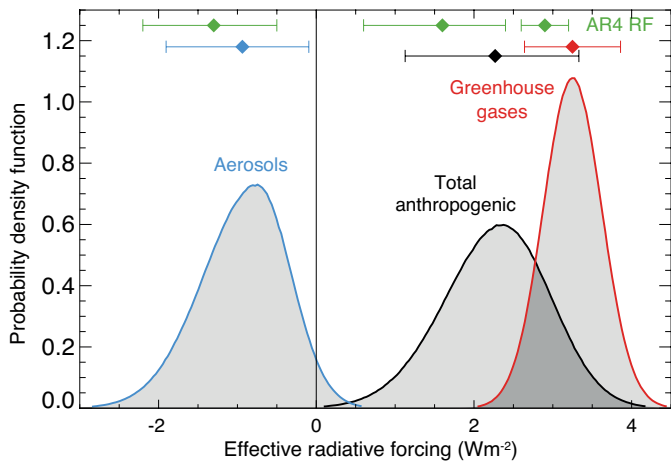 AR4 RF
Greenhouse
gases
Aerosols
Total
anthropogenic
Probability density function
1.2
1.0
0.8
0.6
0.4
0.2
0.0
-2
0
2
4
Effective radiative forcing (Wm-2)